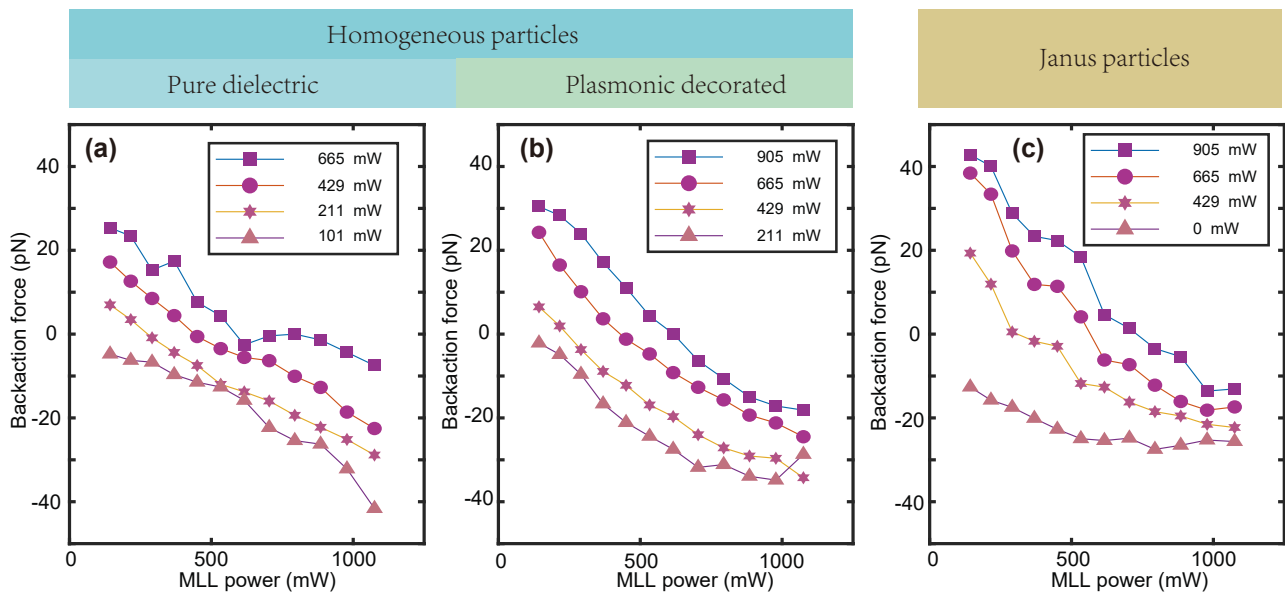 Homogeneous particles
Pure dielectric
Plasmonic decorated
Janus particles
(a)
665 mW
429 mW
211 mW
101 mW
40
20
0
-20
-40
Backaction force (pN)
0
500
1000
MLL power (mW)
(b)
905 mW
665 mW
429 mW
211 mW
40
20
0
-20
-40
Backaction force (pN)
0
500
1000
MLL power (mW)
(c)
905 mW
665 mW
429 mW
0 mW
40
20
0
-20
-40
Backaction force (pN)
0
500
1000
MLL power (mW)